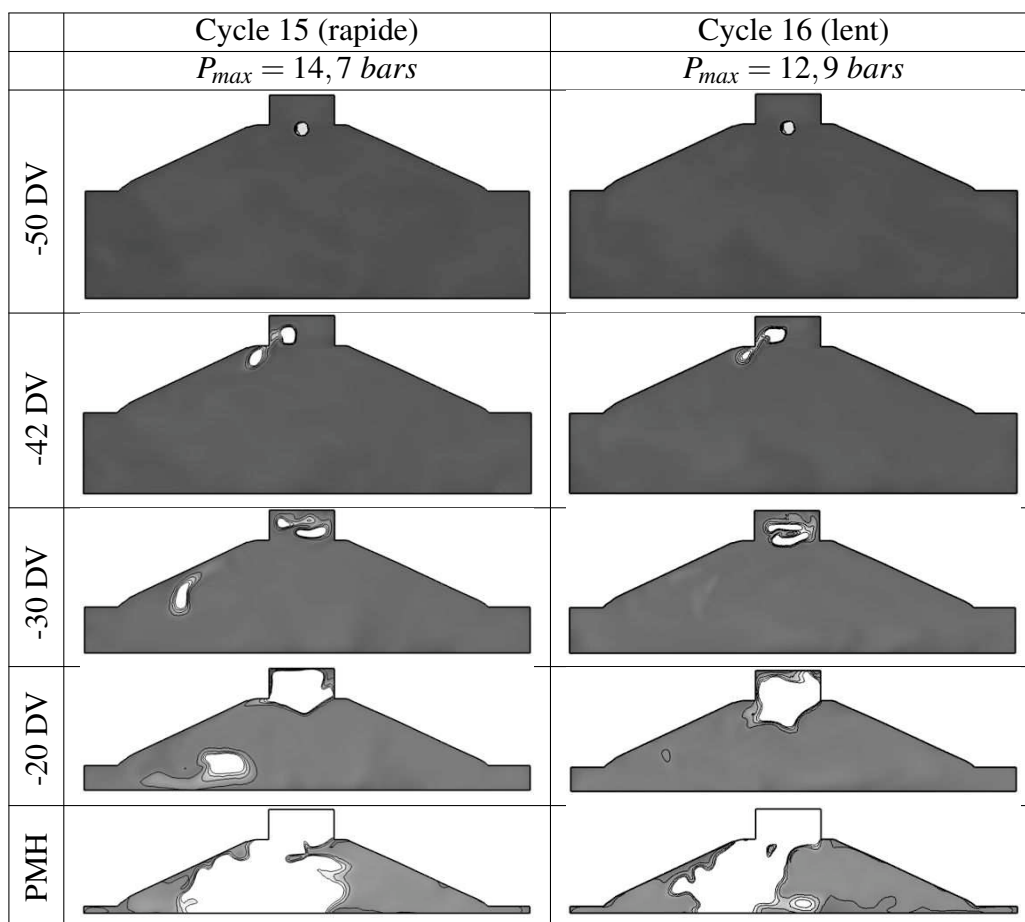 Cycle 15 (rapide) Cycle 16 (lent)
P_max = 14,7 bars P_max = 12,9 bars
-50 DV
-42 DV
-30 DV
-20 DV
PMH